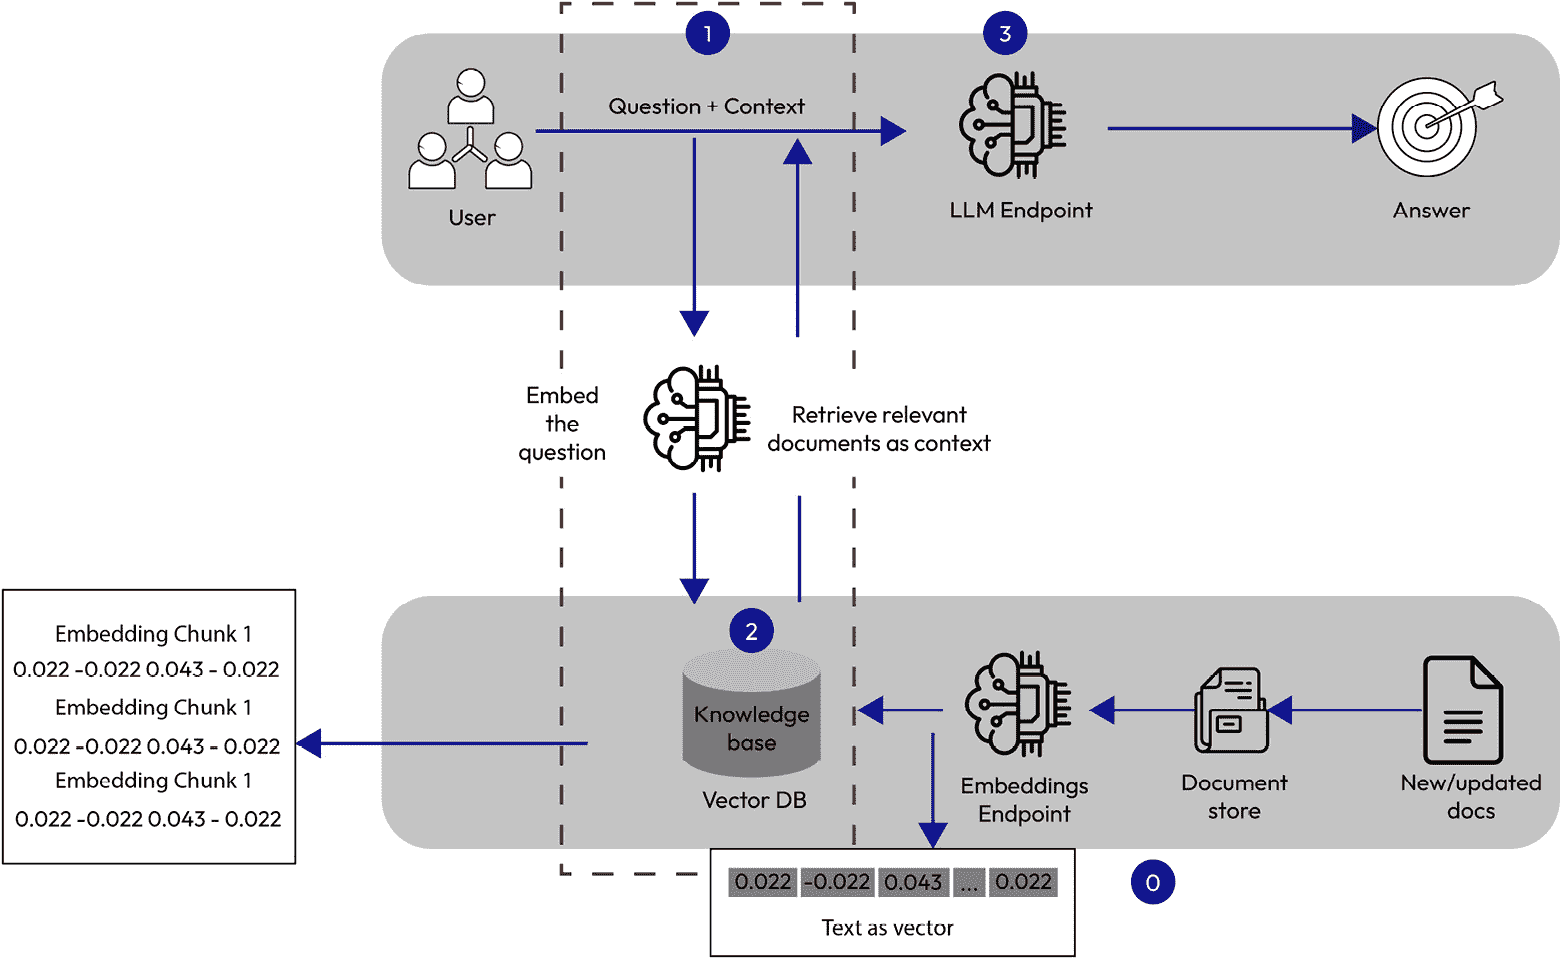 1
3
Question + Context
User
LLM Endpoint
Answer
Embed
the
question
Retrieve relevant
documents as context
2
Knowledge
base
Vector DB
Embeddings
Endpoint
Document
store
New/updated
docs
Embedding Chunk 1
0.022 -0.022 0.043 - 0.022
Embedding Chunk 1
0.022 -0.022 0.043 - 0.022
Embedding Chunk 1
0.022 -0.022 0.043 - 0.022
0.022 -0.022 0.043 ... 0.022
Text as vector
0